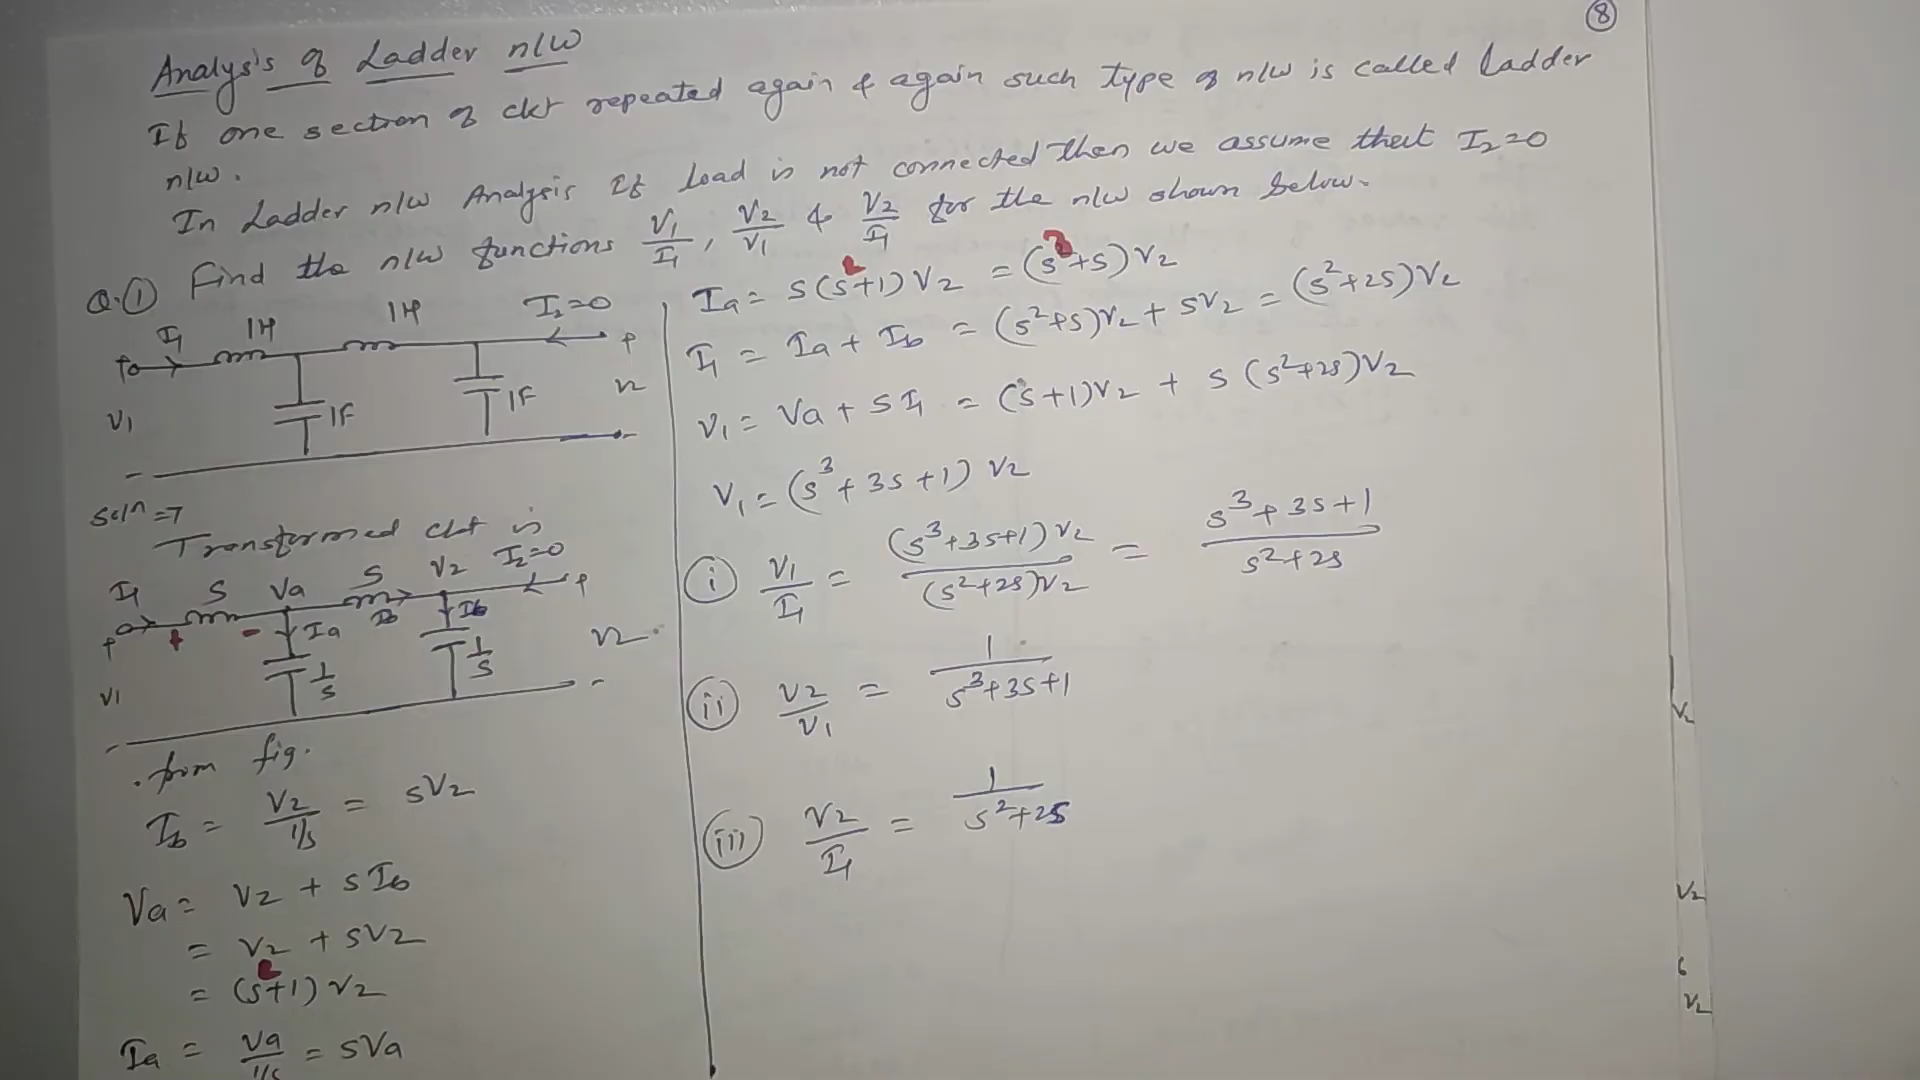 8
Analysis of Ladder n/w
If one section of ckt repeated again & again such type of n/w is called ladder
n/w.
In Ladder n/w Analysis If load is not connected then we assume that I2=0
Q.1 Find the n/w functions V1/I1, V2/V1 & V2/I1 for the n/w shown below.
I1 1H 1H I2=0
+ +
V1 1F 1F V2
- -
Soln =>
Transformed ckt is
I1 S Va S V2 I2=0
+ + - Ia Ib Ib +
V1 1/s 1/s V2
- -
from fig.
Ib = V2/(1/s) = sV2
Va = V2 + sIb
= V2 + sV2
= (s²+1)V2
Ia = Va/(1/s) = sVa
Ia = s(s²+1)V2 = (s³+s)V2
I1 = Ia + Ib = (s²+s)V2 + sV2 = (s²+2s)V2
V1 = Va + sI1 = (s+1)V2 + s(s²+2s)V2
V1 = (s³+3s+1)V2
(i) V1/I1 = (s³+3s+1)V2/(s²+2s)V2 = (s³+3s+1)/(s²+2s)
(ii) V2/V1 = 1/(s³+3s+1)
(iii) V2/I1 = 1/(s²+2s)
V2
V2
V2